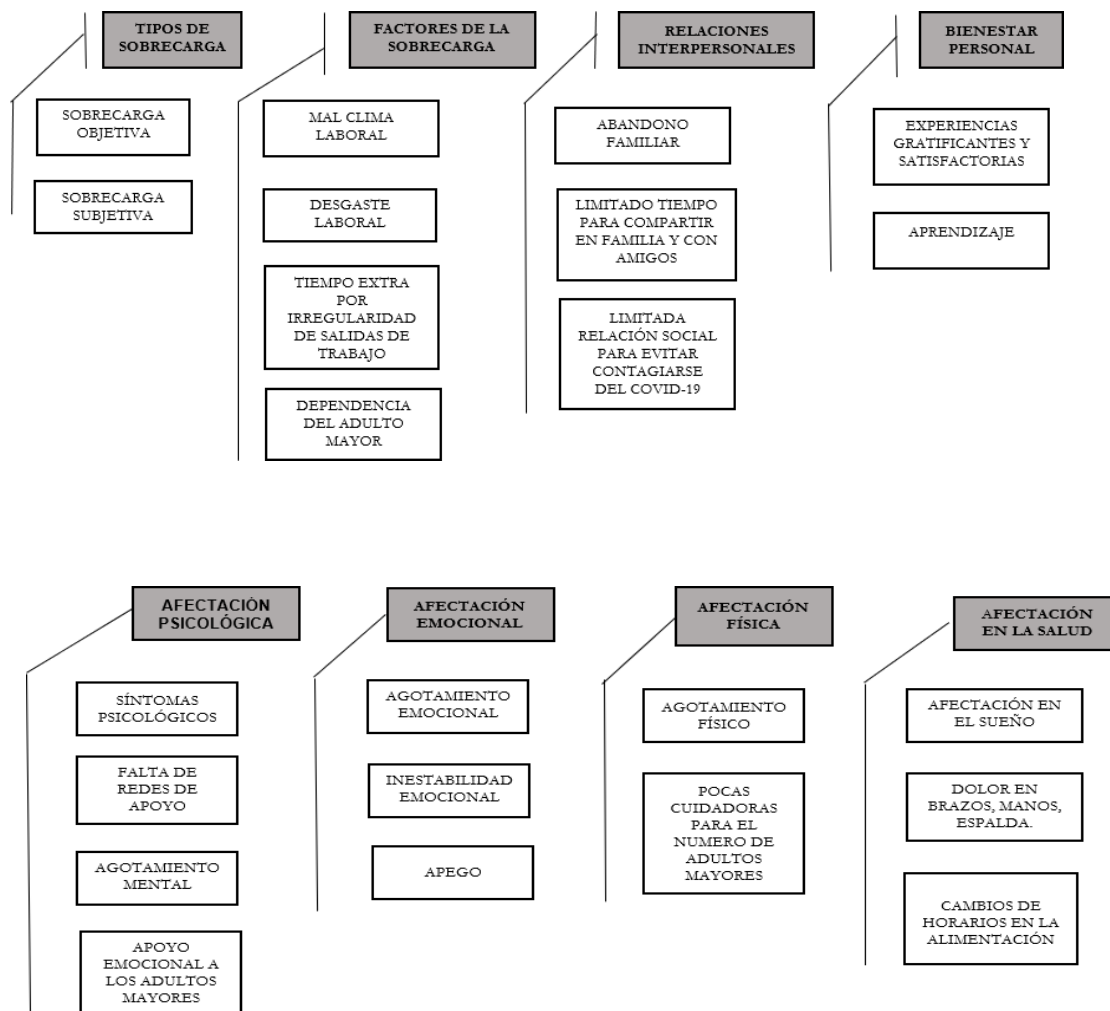 TIPOS DE
SOBRECARGA
SOBRECARGA
OBJETIVA
SOBRECARGA
SUBJETIVA
FACTORES DE LA
SOBRECARGA
MAL CLIMA
LABORAL
DESGASTE
LABORAL
TIEMPO EXTRA
POR
IRREGULARIDAD
DE SALIDAS DE
TRABAJO
DEPENDENCIA
DEL ADULTO
MAYOR
RELACIONES
INTERPERSONALES
ABANDONO
FAMILIAR
LIMITADO TIEMPO
PARA COMPARTIR
EN FAMILIA Y CON
AMIGOS
LIMITADA
RELACIÓN SOCIAL
PARA EVITAR
CONTAGIARSE
DEL COVID-19
BIENESTAR
PERSONAL
EXPERIENCIAS
GRATIFICANTES Y
SATISFACTORIAS
APRENDIZAJE
AFECTACIÓN
PSICOLÓGICA
SÍNTOMAS
PSICOLÓGICOS
FALTA DE
REDES DE
APOYO
AGOTAMIENTO
MENTAL
APOYO
EMOCIONAL A
LOS ADULTOS
MAYORES
AFECTACIÓN
EMOCIONAL
AGOTAMIENTO
EMOCIONAL
INESTABILIDAD
EMOCIONAL
APEGO
AFECTACIÓN
FÍSICA
AGOTAMIENTO
FÍSICO
POCAS
CUIDADORAS
PARA EL
NUMERO DE
ADULTOS
MAYORES
AFECTACIÓN
EN LA SALUD
AFECTACIÓN EN
EL SUEÑO
DOLOR EN
BRAZOS, MANOS,
ESPALDA.
CAMBIOS DE
HORARIOS EN LA
ALIMENTACIÓN